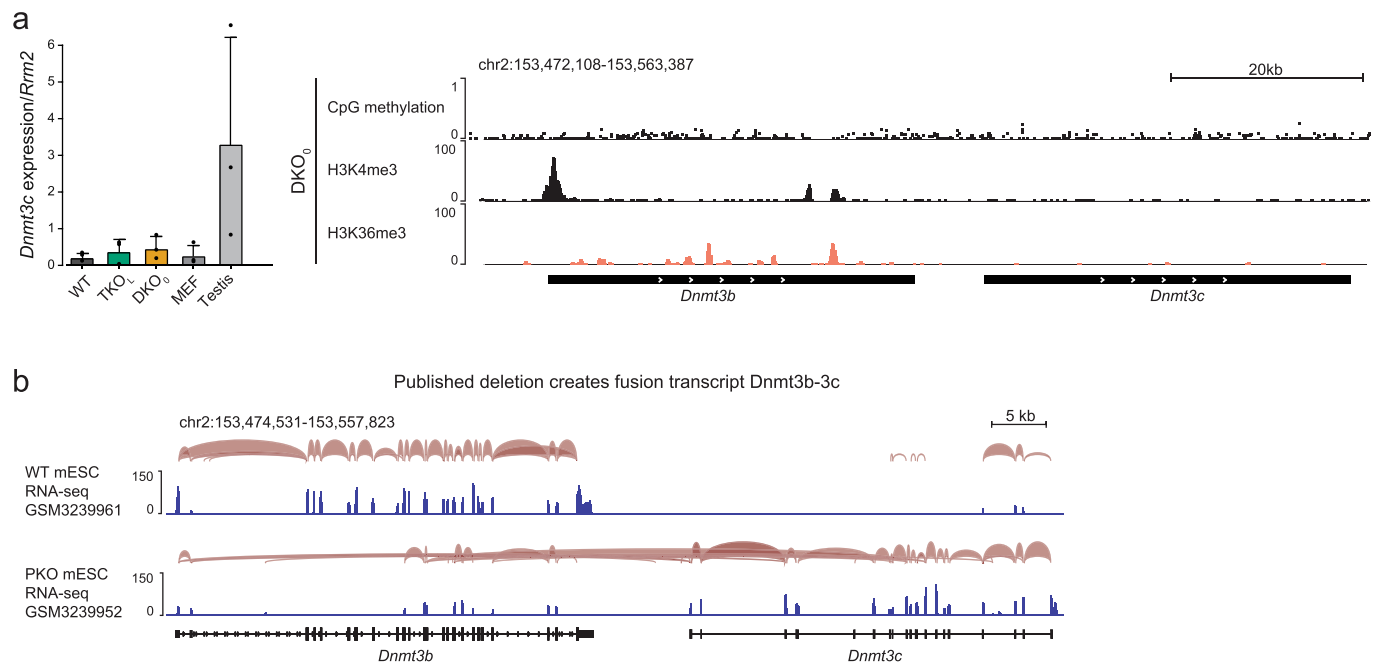 a
Dnmt3c expression/Rrm2
6
5
4
3
2
1
0
WT
TKOL
DKO0
MEF
Testis
chr2:153,472,108-153,563,387
20kb
DKO0
CpG methylation
1
0
H3K4me3
100
0
H3K36me3
100
0
Dnmt3b
Dnmt3c
b
Published deletion creates fusion transcript Dnmt3b-3c
chr2:153,474,531-153,557,823
5 kb
WT mESC
RNA-seq
GSM3239961
150
0
PKO mESC
RNA-seq
GSM3239952
150
0
Dnmt3b
Dnmt3c